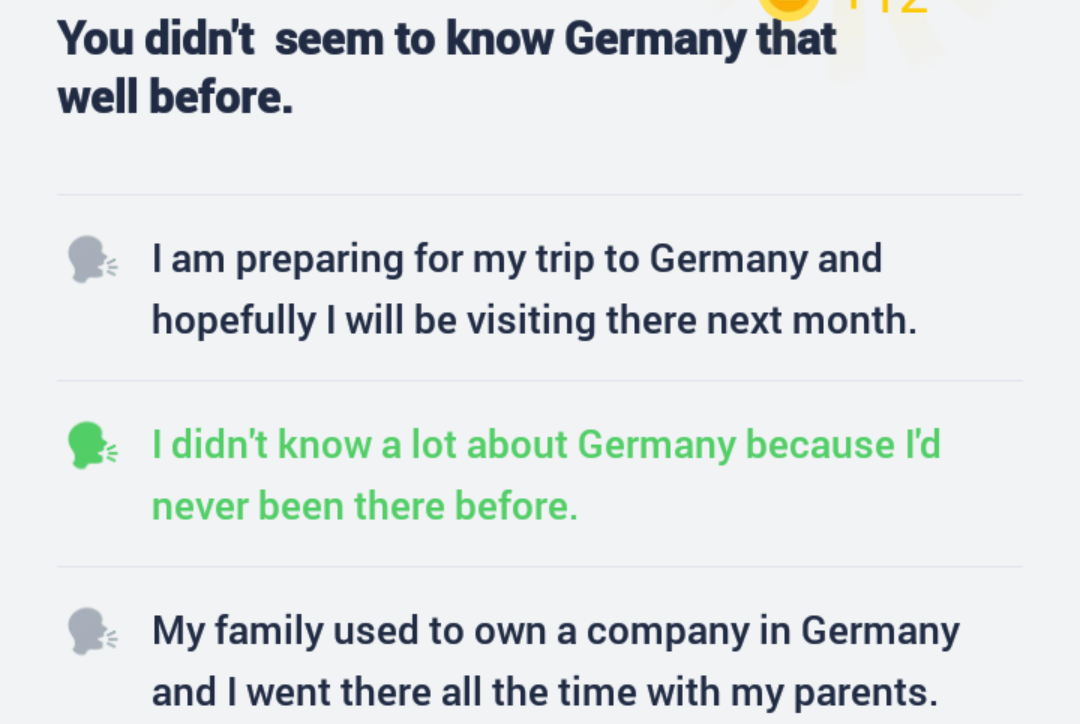 You didn't  seem to know Germany that
well before.
I am preparing for my trip to Germany and
hopefully I will be visiting there next month.
I didn't know a lot about Germany because I'd
never been there before.
My family used to own a company in Germany
and I went there all the time with my parents.